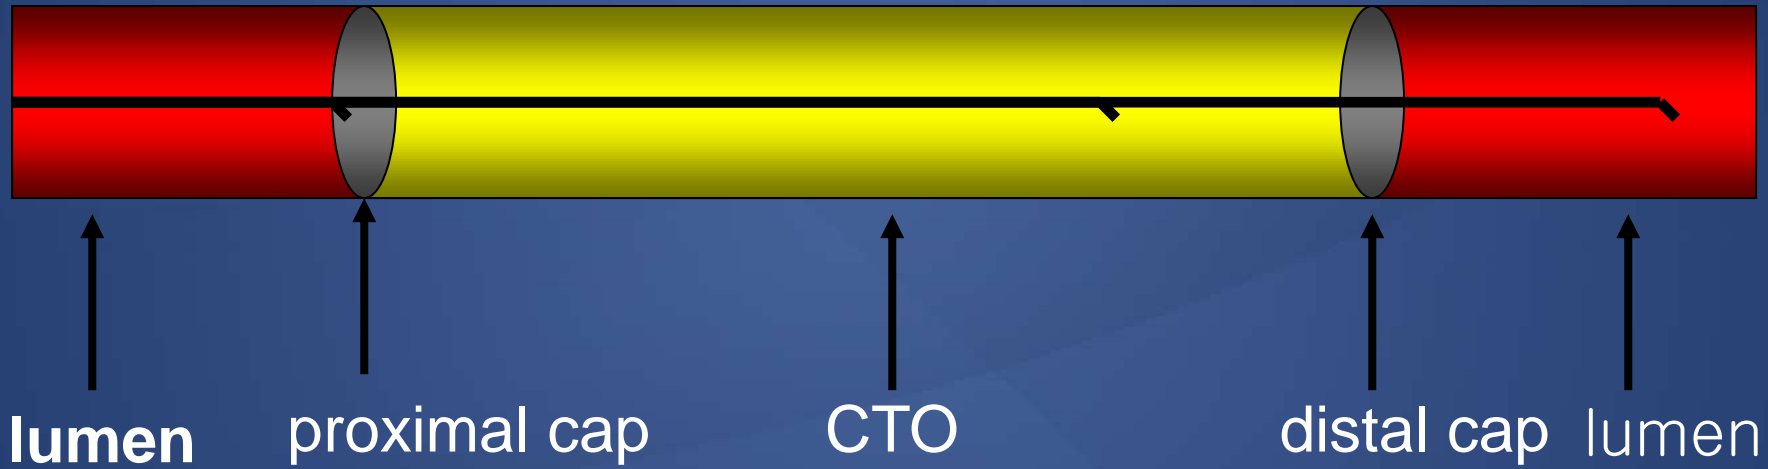 lumen
proximal cap
CTO
distal cap
lumen